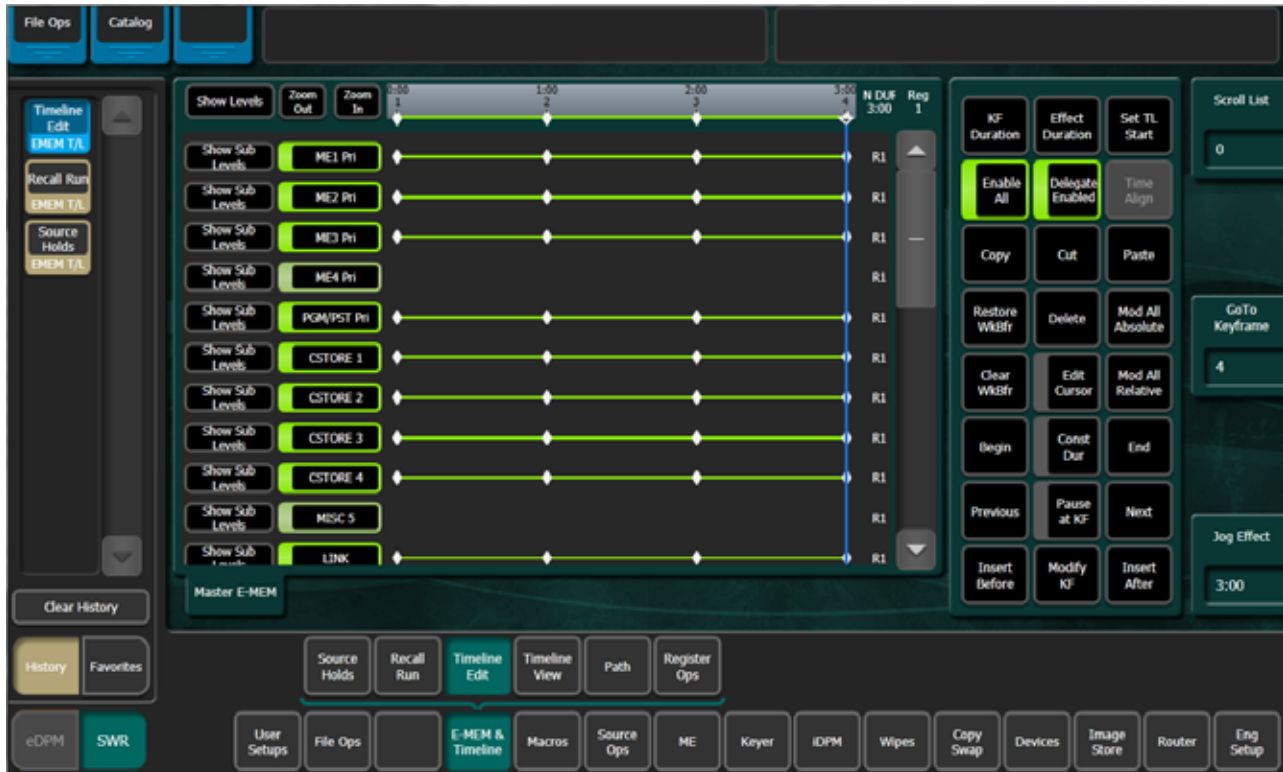 File Ops
Catalog
Timeline
Edit
EMEM T/L
Recall Run
EMEM T/L
Source
Holds
EMEM T/L
Clear History
History
Favorites
eDPM
SWR
Show Levels
Zoom
Out
Zoom
In
0:00
1
1:00
2
2:00
3
3:00
4
N DUR
3:00
Reg
1
Show Sub
Levels
ME1 Pri
R1
Show Sub
Levels
ME2 Pri
R1
Show Sub
Levels
ME3 Pri
R1
Show Sub
Levels
ME4 Pri
R1
Show Sub
Levels
PGM/PST Pri
R1
Show Sub
Levels
CSTORE 1
R1
Show Sub
Levels
CSTORE 2
R1
Show Sub
Levels
CSTORE 3
R1
Show Sub
Levels
CSTORE 4
R1
Show Sub
Levels
MISC 5
R1
Show Sub
Levels
LINK
R1
Master E-MEM
KF
Duration
Effect
Duration
Set TL
Start
Enable
All
Delegate
Enabled
Time
Align
Copy
Cut
Paste
Restore
WkBfr
Delete
Mod All
Absolute
Clear
WkBfr
Edit
Cursor
Mod All
Relative
Begin
Const
Dur
End
Previous
Pause
at KF
Next
Insert
Before
Modify
KF
Insert
After
Scroll List
0
GoTo
Keyframe
4
Jog Effect
3:00
Source
Holds
Recall
Run
Timeline
Edit
Timeline
View
Path
Register
Ops
User
Setups
File Ops
E-MEM &
Timeline
Macros
Source
Ops
ME
Keyer
iDPM
Wipes
Copy
Swap
Devices
Image
Store
Router
Eng
Setup